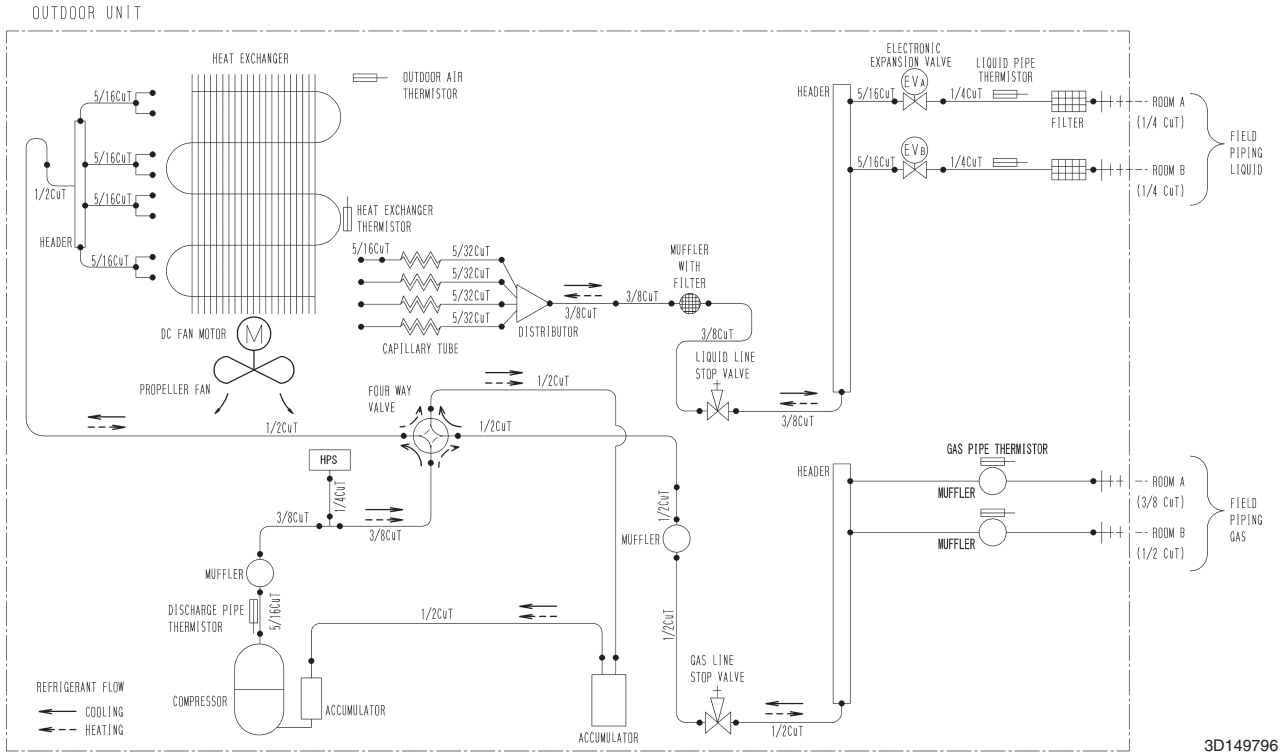 OUTDOOR UNIT
HEAT EXCHANGER
OUTDOOR AIR
THERMISTOR
5/16CuT
5/16CuT
5/16CuT
5/16CuT
1/2CuT
HEADER
HEAT EXCHANGER
THERMISTOR
5/16CuT
5/32CuT
5/32CuT
5/32CuT
5/32CuT
CAPILLARY TUBE
DISTRIBUTOR
3/8CuT
3/8CuT
MUFFLER
WITH
FILTER
3/8CuT
LIQUID LINE
STOP VALVE
3/8CuT
HEADER
ELECTRONIC
EXPANSION VALVE
EVA
5/16CuT
1/4CuT
LIQUID PIPE
THERMISTOR
FILTER
ROOM A
(1/4 CuT)
EVB
5/16CuT
1/4CuT
ROOM B
(1/4 CuT)
FIELD
PIPING
LIQUID
DC FAN MOTOR
M
PROPELLER FAN
1/2CuT
FOUR WAY
VALVE
1/2CuT
1/2CuT
HPS
1/4CuT
3/8CuT
3/8CuT
MUFFLER
DISCHARGE PIPE
THERMISTOR
5/16CuT
COMPRESSOR
ACCUMULATOR
1/2CuT
ACCUMULATOR
1/2CuT
MUFFLER
1/2CuT
GAS LINE
STOP VALVE
1/2CuT
HEADER
GAS PIPE THERMISTOR
MUFFLER
ROOM A
(3/8 CuT)
MUFFLER
ROOM B
(1/2 CuT)
FIELD
PIPING
GAS
REFRIGERANT FLOW
COOLING
HEATING
3D149796